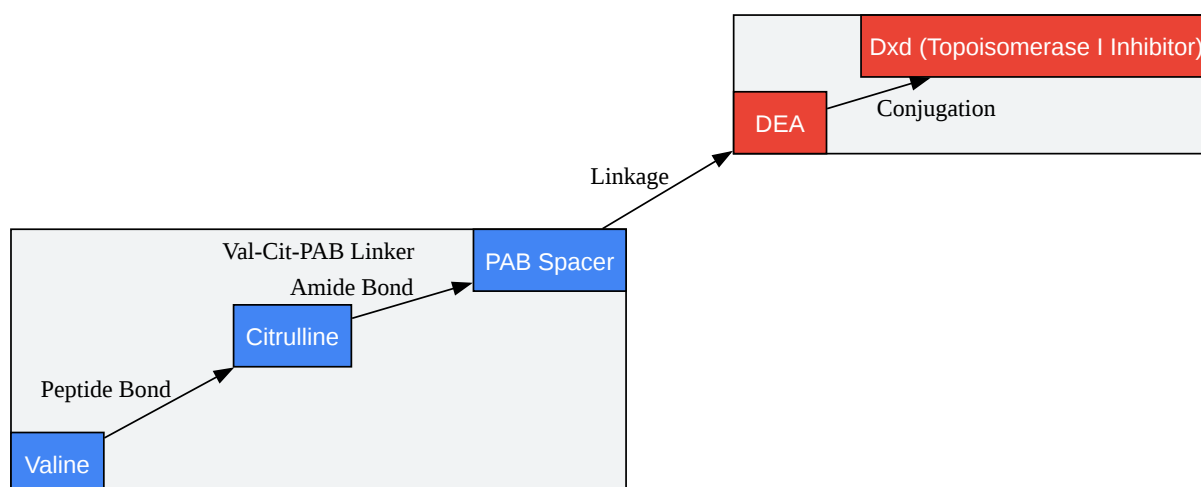 Dxd (Topoisomerase I Inhibitor)
Conjugation
DEA
Linkage
Val-Cit-PAB Linker
PAB Spacer
Amide Bond
Citrulline
Peptide Bond
Valine